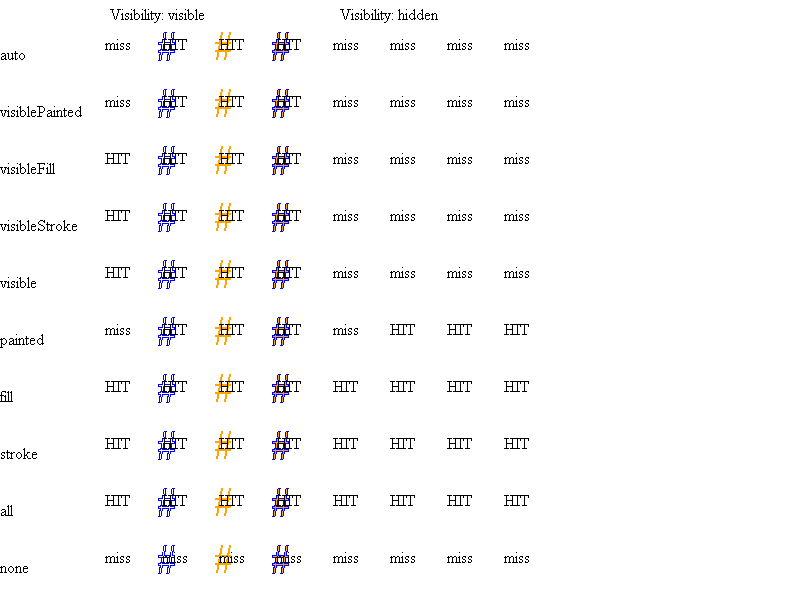 Visibility: visible Visibility: hidden
auto miss # HIT # HIT # HIT miss miss miss miss
visiblePainted miss # HIT # HIT # HIT miss miss miss miss
visibleFill HIT # HIT # HIT # HIT miss miss miss miss
visibleStroke HIT # HIT # HIT # HIT miss miss miss miss
visible HIT # HIT # HIT # HIT miss miss miss miss
painted miss # HIT # HIT # HIT miss HIT HIT HIT
fill HIT # HIT # HIT # HIT HIT HIT HIT HIT
stroke HIT # HIT # HIT # HIT HIT HIT HIT HIT
all HIT # HIT # HIT # HIT HIT HIT HIT HIT
none miss # miss # miss # miss miss miss miss miss